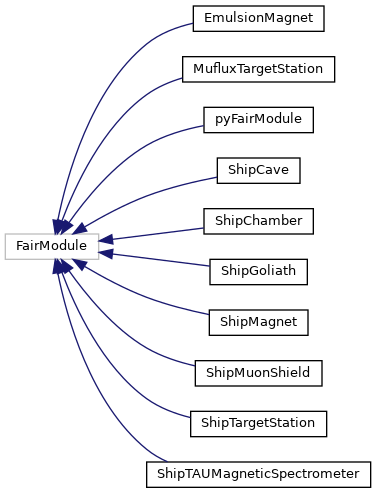 EmulsionMagnet
MufluxTargetStation
pyFairModule
ShipCave
ShipChamber
FairModule
ShipGoliath
ShipMagnet
ShipMuonShield
ShipTargetStation
ShipTAUMagneticSpectrometer